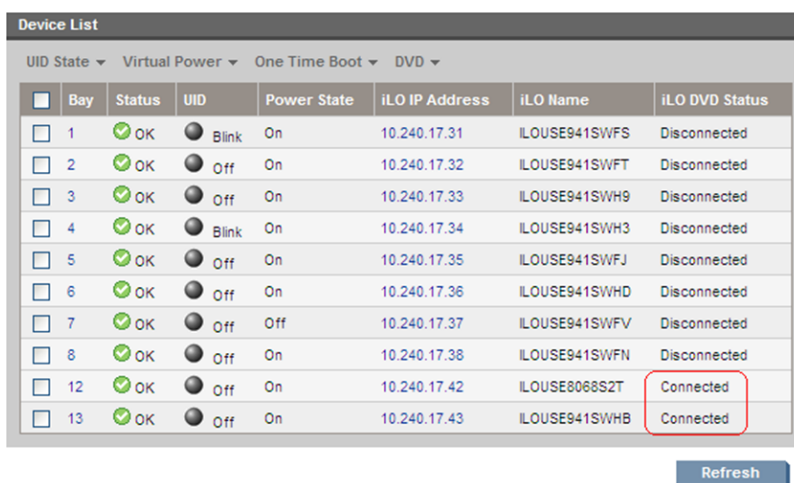 Device List
UID State Virtual Power One Time Boot DVD
Bay Status UID Power State iLO IP Address iLO Name iLO DVD Status
1 OK Blink On 10.240.17.31 ILOUSE941SWFS Disconnected
2 OK Off On 10.240.17.32 ILOUSE941SWFT Disconnected
3 OK Off On 10.240.17.33 ILOUSE941SWH9 Disconnected
4 OK Blink On 10.240.17.34 ILOUSE941SWH3 Disconnected
5 OK Off On 10.240.17.35 ILOUSE941SWFJ Disconnected
6 OK Off On 10.240.17.36 ILOUSE941SWHD Disconnected
7 OK Off Off 10.240.17.37 ILOUSE941SWFV Disconnected
8 OK Off On 10.240.17.38 ILOUSE941SWFN Disconnected
12 OK Off On 10.240.17.42 ILOUSE8068S2T Connected
13 OK Off On 10.240.17.43 ILOUSE941SWHB Connected
Refresh